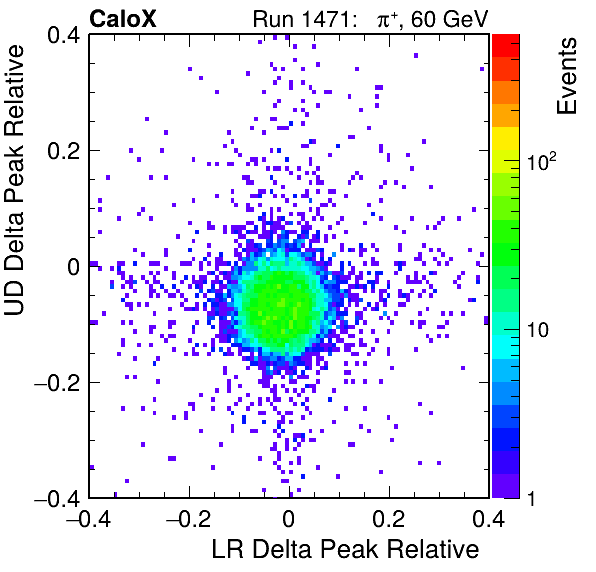 CaloX Run 1471: π⁺, 60 GeV
Events
UD Delta Peak Relative
0.4
0.2
0
−0.2
−0.4
10²
10
1
−0.4 −0.2 0 0.2 0.4
LR Delta Peak Relative